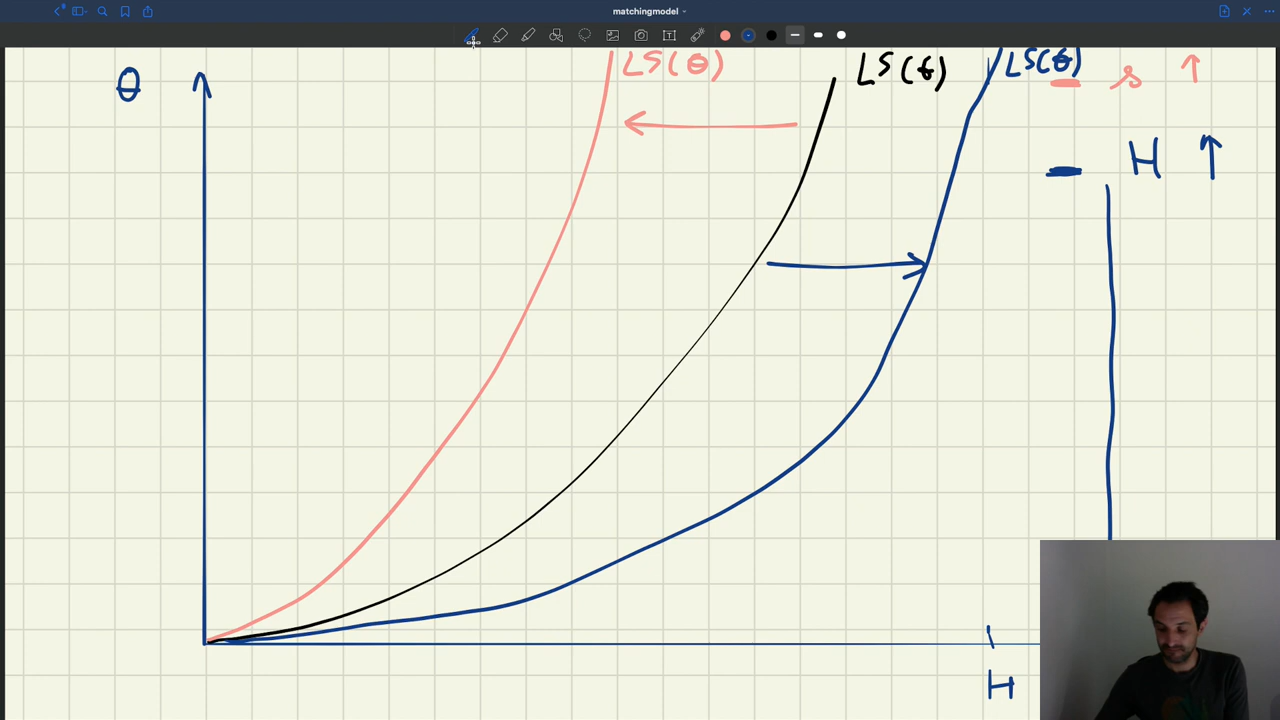 matchingmodel
θ
LS(θ)
LS(θ)
LS(θ)
– s ↑
– H ↑
H